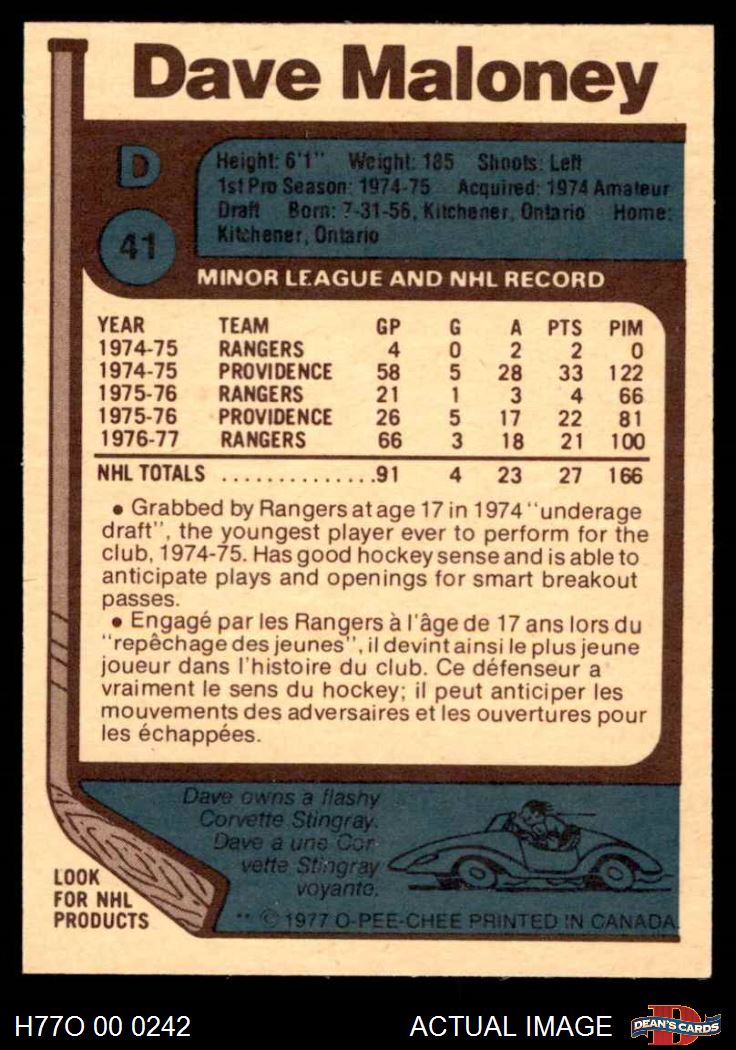 Dave Maloney
D
41
Height: 6'1" Weight: 185 Shoots: Left
1st Pro Season: 1974-75 Acquired: 1974 Amateur
Draft Born: 7-31-56, Kitchener, Ontario Home:
Kitchener, Ontario
MINOR LEAGUE AND NHL RECORD
YEAR TEAM GP G A PTS PIM
1974-75 RANGERS 4 0 2 2 0
1974-75 PROVIDENCE 58 5 28 33 122
1975-76 RANGERS 21 1 3 4 66
1975-76 PROVIDENCE 26 5 17 22 81
1976-77 RANGERS 66 3 18 21 100
NHL TOTALS ..............91 4 23 27 166
• Grabbed by Rangers at age 17 in 1974 "underage
draft", the youngest player ever to perform for the
club, 1974-75. Has good hockey sense and is able to
anticipate plays and openings for smart breakout
passes.
• Engagé par les Rangers à l'âge de 17 ans lors du
"repêchage des jeunes", il devint ainsi le plus jeune
joueur dans l'histoire du club. Ce défenseur a
vraiment le sens du hockey; il peut anticiper les
mouvements des adversaires et les ouvertures pour
les échappées.
Dave owns a flashy
Corvette Stingray.
Dave a une Cor-
vette Stingray
voyante.
LOOK
FOR NHL
PRODUCTS
** © 1977 O-PEE-CHEE PRINTED IN CANADA
H77O 00 0242
ACTUAL IMAGE
D
DEAN'S CARDS